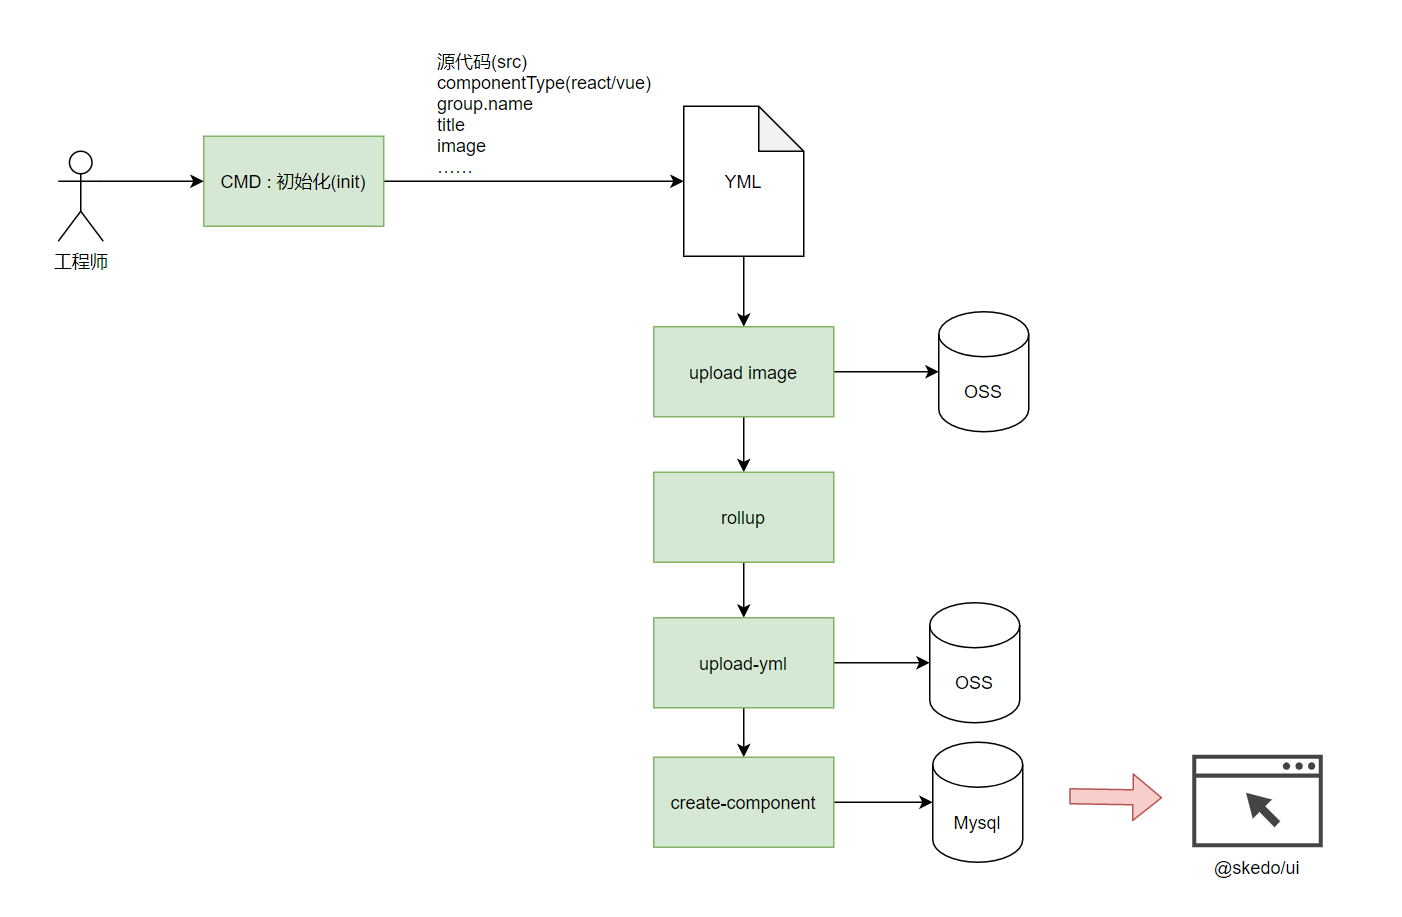 源代码(src)
componentType(react/vue)
group.name
title
image
······
CMD : 初始化(init)
YML
工程师
upload image
OSS
rollup
upload-yml
OSS
create-component
Mysql
@skedo/ui